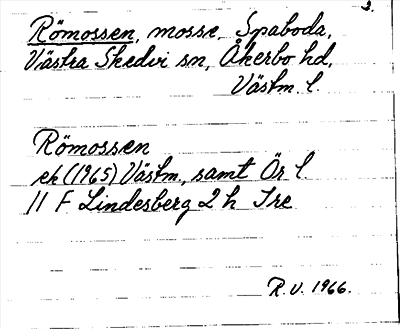 2.
Römossen, mosse, Spaboda,
Västra Skedvi sn, Åkerbo hd,
Västm. l.
Römossen
ek (1965) Västm., samt Ör l.
11 F Lindesberg 2 h Tre
R.V. 1966.